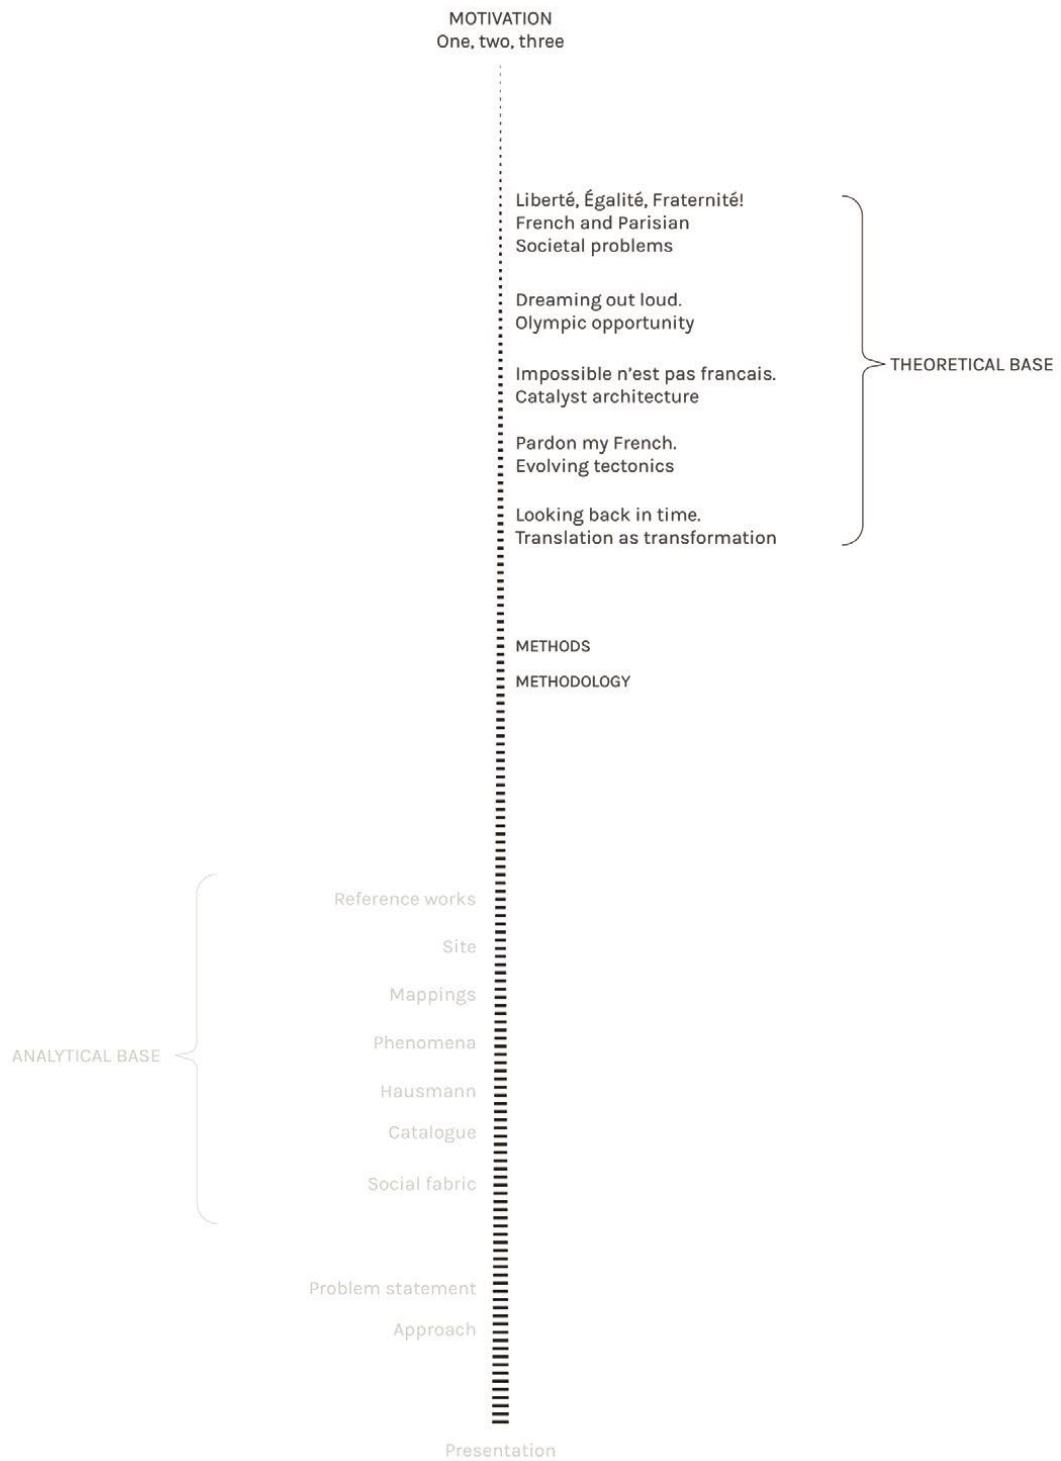 MOTIVATION
One, two, three
Liberté, Égalité, Fraternité!
French and Parisian
Societal problems
Dreaming out loud.
Olympic opportunity
Impossible n'est pas francais.
Catalyst architecture
Pardon my French.
Evolving tectonics
Looking back in time.
Translation as transformation
THEORETICAL BASE
METHODS
METHODOLOGY
ANALYTICAL BASE
Reference works
Site
Mappings
Phenomena
Hausmann
Catalogue
Social fabric
Problem statement
Approach
Presentation